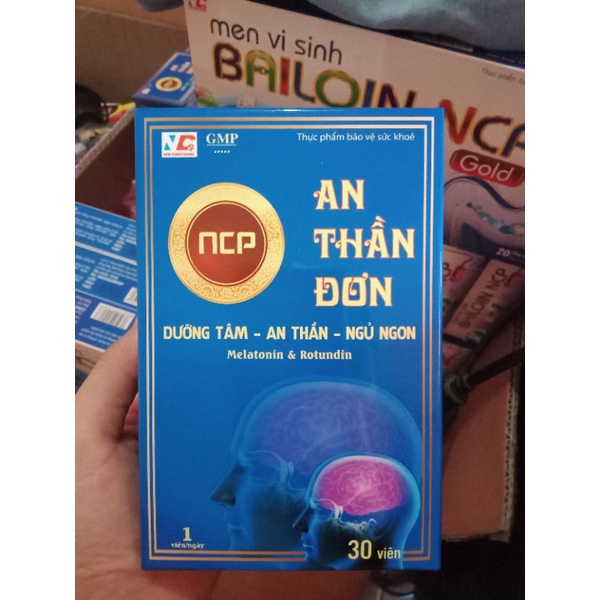 men vi sinh
BAILOIN NCP
Gold
GMP
Thực phẩm bảo vệ sức khoẻ
NCP
AN
THẦN
ĐƠN
DƯỠNG TÂM - AN THẦN - NGỦ NGON
Melatonin & Rotundin
1
viên/ngày
30 viên